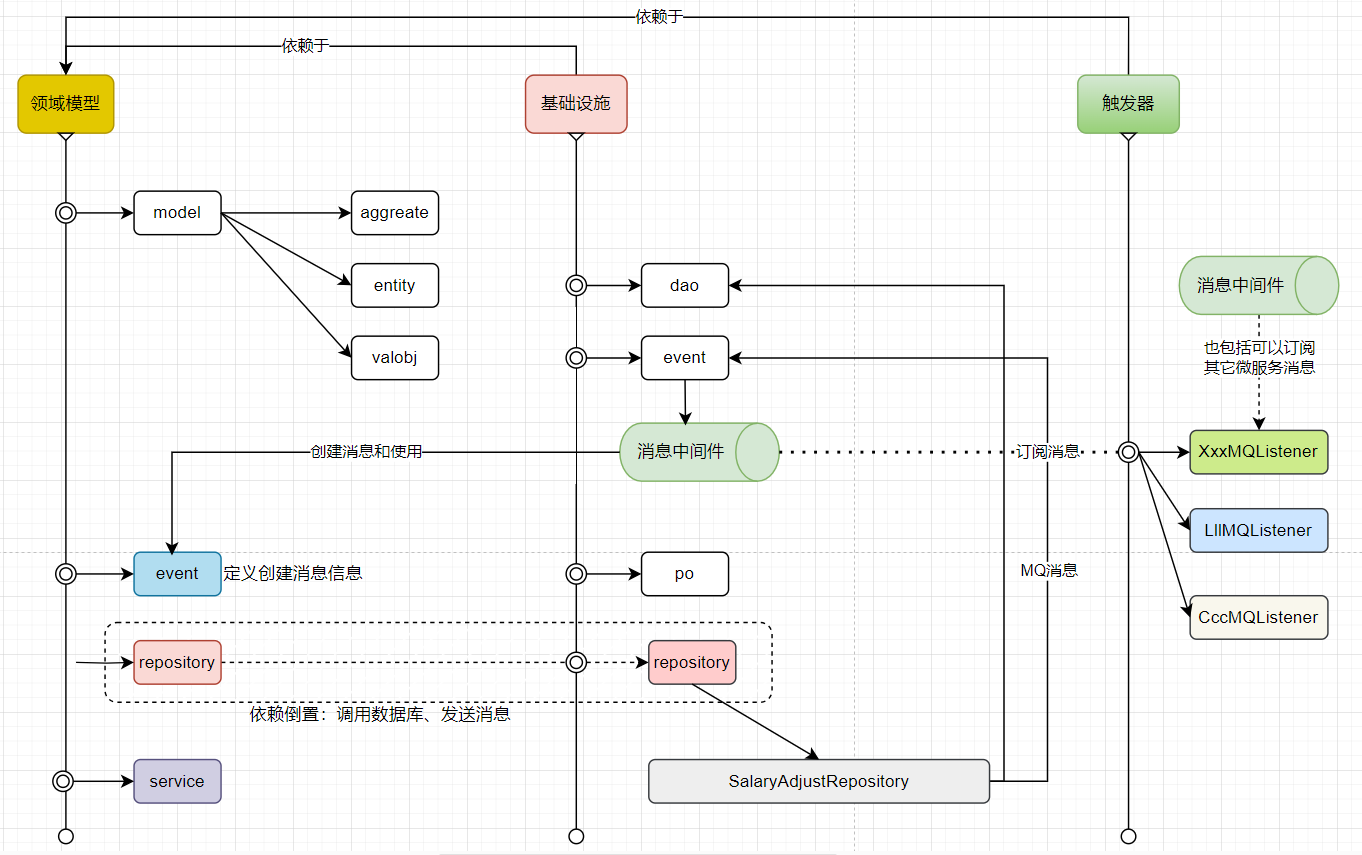 依赖于
依赖于
领域模型
基础设施
触发器
model
aggreate
entity
valobj
dao
event
消息中间件
也包括可以订阅
其它微服务消息
消息中间件
创建消息和使用
订阅消息
XxxMQListener
LllMQListener
CccMQListener
event
定义创建消息信息
po
MQ消息
repository
repository
依赖倒置：调用数据库、发送消息
service
SalaryAdjustRepository